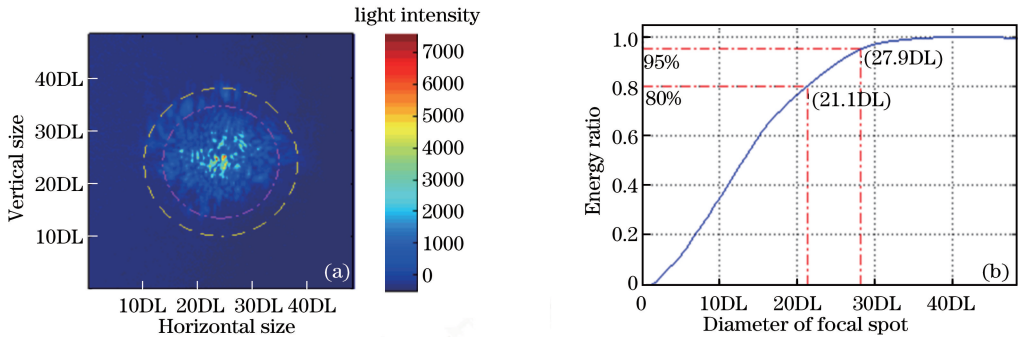 light intensity
7000
6000
5000
4000
3000
2000
1000
0
40DL
30DL
20DL
10DL
Vertical size
(a)
10DL 20DL 30DL 40DL
Horizontal size
1.0
0.8
0.6
0.4
0.2
0
Energy ratio
95%
80%
(27.9DL)
(21.1DL)
(b)
0 10DL 20DL 30DL 40DL
Diameter of focal spot